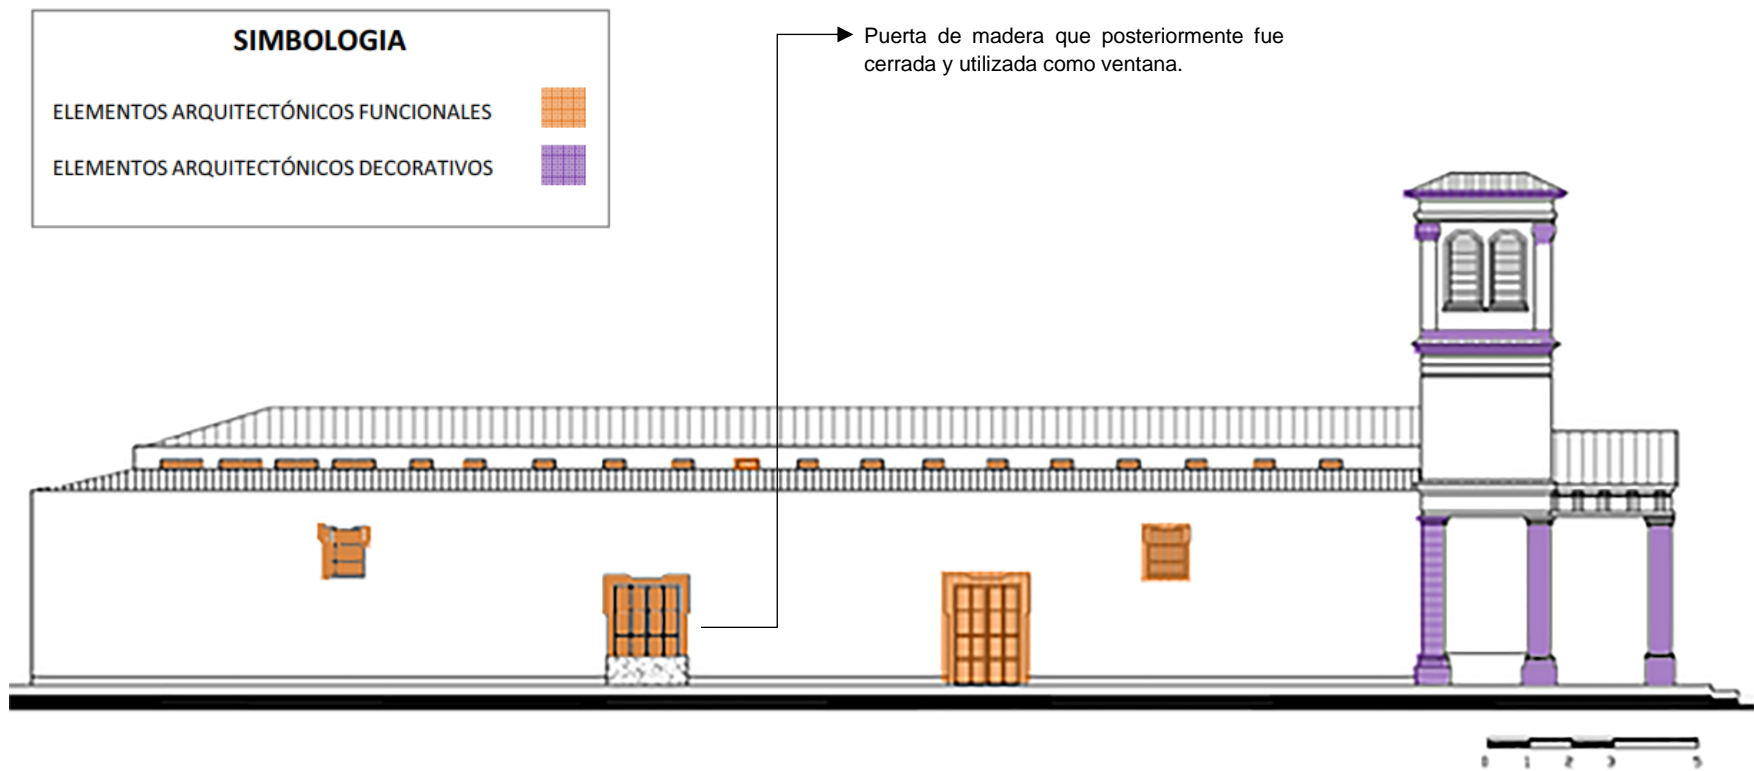 SIMBOLOGIA
ELEMENTOS ARQUITECTÓNICOS FUNCIONALES
ELEMENTOS ARQUITECTÓNICOS DECORATIVOS
Puerta de madera que posteriormente fue
cerrada y utilizada como ventana.
0 1 2 3 5